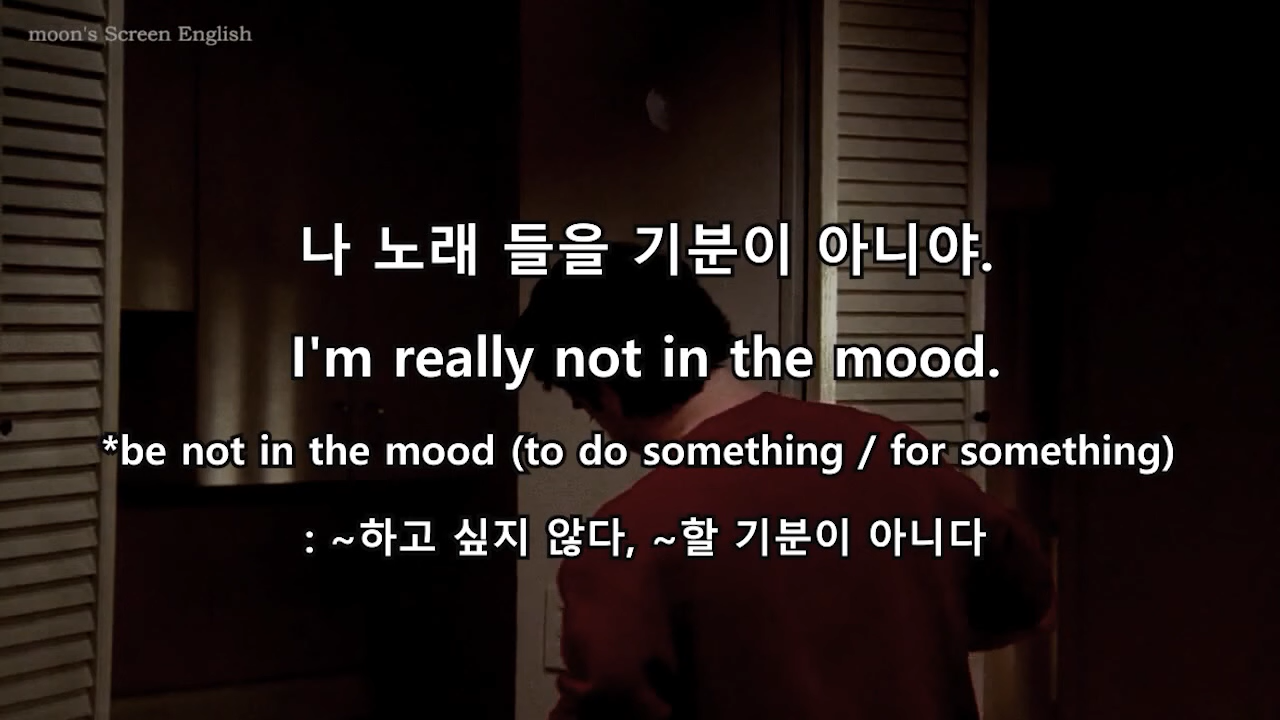 moon's Screen English
나 노래 들을 기분이 아니야.
I'm really not in the mood.
*be not in the mood (to do something / for something)
: ~하고 싶지 않다, ~할 기분이 아니다